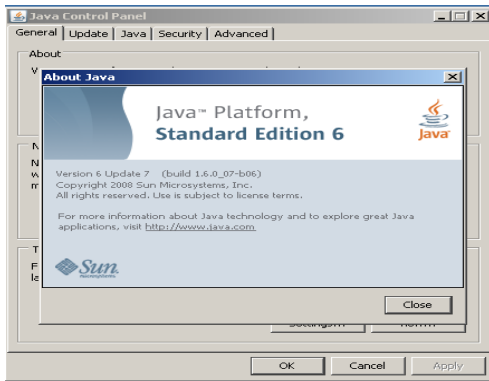 Java Control Panel
General Update Java Security Advanced
About
About Java
Java™ Platform,
Standard Edition 6
Java
Version 6 Update 7 (build 1.6.0_07-b06)
Copyright 2008 Sun Microsystems, Inc.
All rights reserved. Use is subject to license terms.
For more information about Java technology and to explore great Java
applications, visit http://www.java.com
Sun
Close
OK Cancel Apply